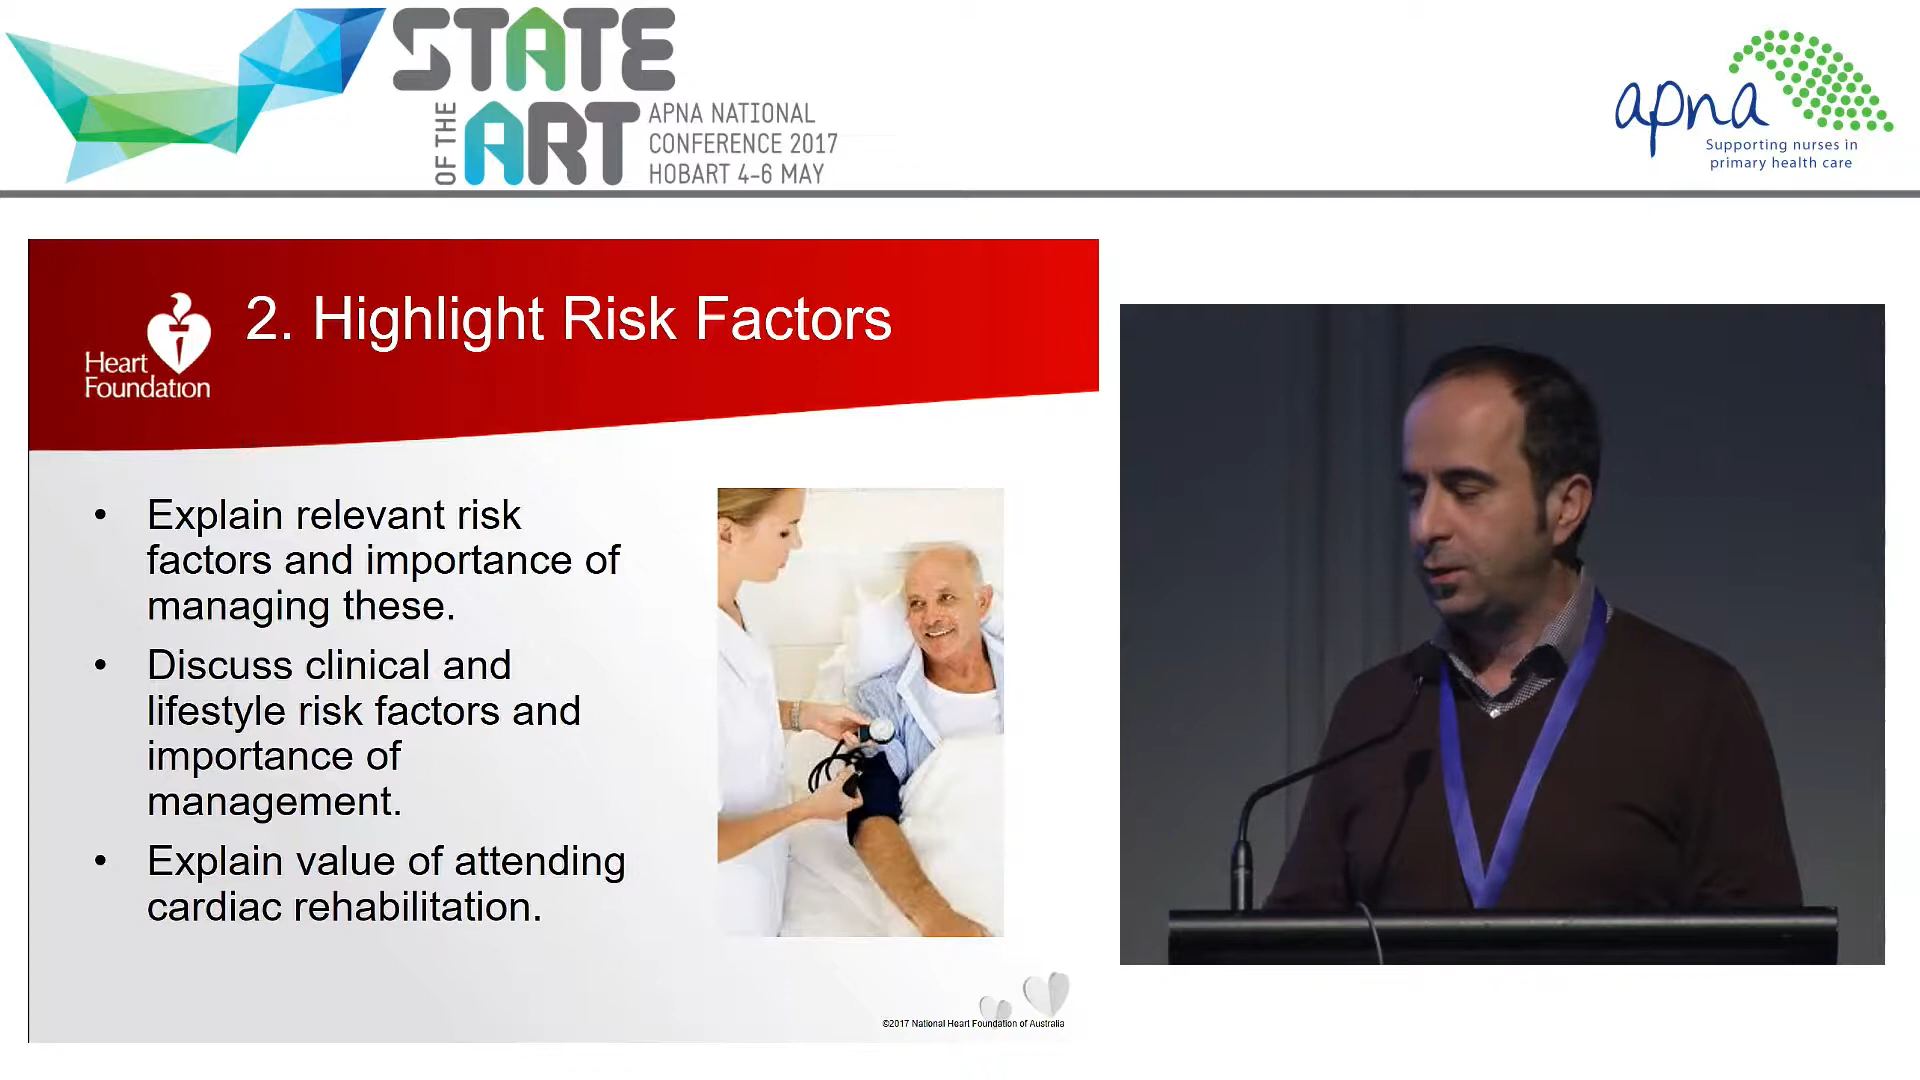 STATE
OF THE
ART
APNA NATIONAL
CONFERENCE 2017
HOBART 4-6 MAY
apna
Supporting nurses in
primary health care
Heart
Foundation
2. Highlight Risk Factors
• Explain relevant risk
factors and importance of
managing these.
• Discuss clinical and
lifestyle risk factors and
importance of
management.
• Explain value of attending
cardiac rehabilitation.
©2017 National Heart Foundation of Australia